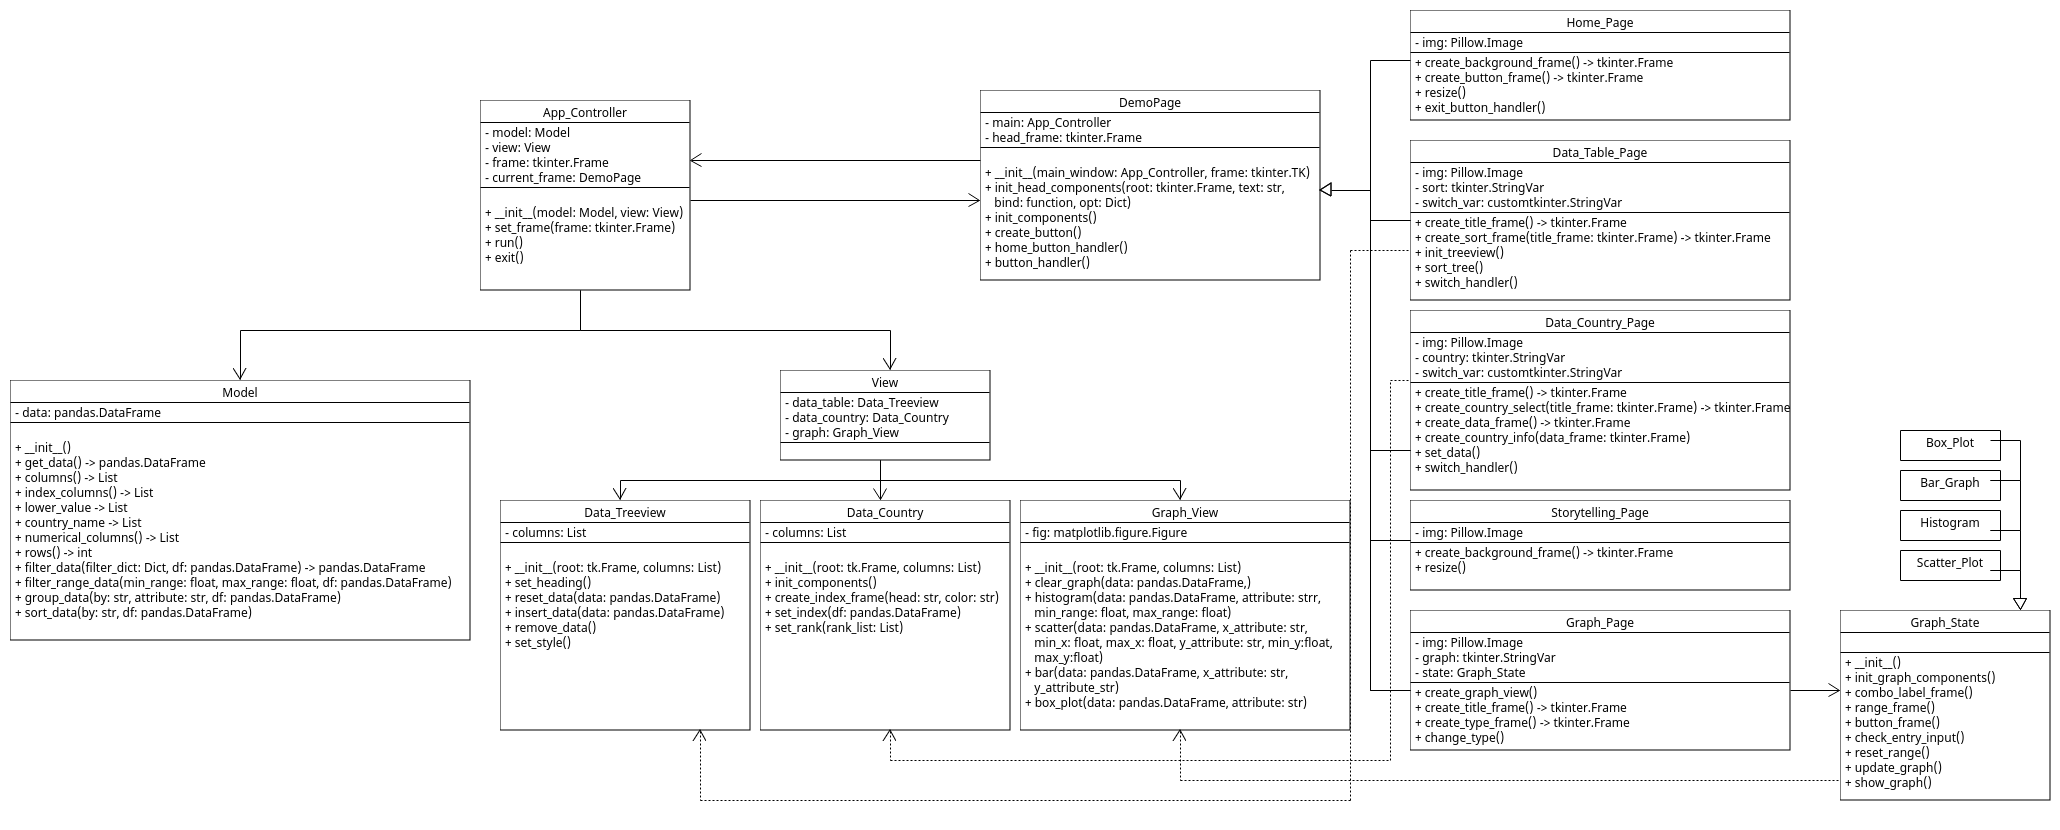 Home_Page
- img: Pillow.Image
+ create_background_frame() -> tkinter.Frame
+ create_button_frame() -> tkinter.Frame
+ resize()
+ exit_button_handler()
App_Controller
- model: Model
- view: View
- frame: tkinter.Frame
- current_frame: DemoPage
+ __init__(model: Model, view: View)
+ set_frame(frame: tkinter.Frame)
+ run()
+ exit()
DemoPage
- main: App_Controller
- head_frame: tkinter.Frame
+ __init__(main_window: App_Controller, frame: tkinter.TK)
+ init_head_components(root: tkinter.Frame, text: str,
bind: function, opt: Dict)
+ init_components()
+ create_button()
+ home_button_handler()
+ button_handler()
Data_Table_Page
- img: Pillow.Image
- sort: tkinter.StringVar
- switch_var: customtkinter.StringVar
+ create_title_frame() -> tkinter.Frame
+ create_sort_frame(title_frame: tkinter.Frame) -> tkinter.Frame
+ init_treeview()
+ sort_tree()
+ switch_handler()
Data_Country_Page
- img: Pillow.Image
- country: tkinter.StringVar
- switch_var: customtkinter.StringVar
+ create_title_frame() -> tkinter.Frame
+ create_country_select(title_frame: tkinter.Frame) -> tkinter.Frame
+ create_data_frame() -> tkinter.Frame
+ create_country_info(data_frame: tkinter.Frame)
+ set_data()
+ switch_handler()
Model
- data: pandas.DataFrame
+ __init__()
+ get_data() -> pandas.DataFrame
+ columns() -> List
+ index_columns() -> List
+ lower_value -> List
+ country_name -> List
+ numerical_columns() -> List
+ rows() -> int
+ filter_data(filter_dict: Dict, df: pandas.DataFrame) -> pandas.DataFrame
+ filter_range_data(min_range: float, max_range: float, df: pandas.DataFrame)
+ group_data(by: str, attribute: str, df: pandas.DataFrame)
+ sort_data(by: str, df: pandas.DataFrame)
View
- data_table: Data_Treeview
- data_country: Data_Country
- graph: Graph_View
Data_Treeview
- columns: List
+ __init__(root: tk.Frame, columns: List)
+ set_heading()
+ reset_data(data: pandas.DataFrame)
+ insert_data(data: pandas.DataFrame)
+ remove_data()
+ set_style()
Data_Country
- columns: List
+ __init__(root: tk.Frame, columns: List)
+ init_components()
+ create_index_frame(head: str, color: str)
+ set_index(df: pandas.DataFrame)
+ set_rank(rank_list: List)
Graph_View
- fig: matplotlib.figure.Figure
+ __init__(root: tk.Frame, columns: List)
+ clear_graph(data: pandas.DataFrame,)
+ histogram(data: pandas.DataFrame, attribute: strr,
min_range: float, max_range: float)
+ scatter(data: pandas.DataFrame, x_attribute: str,
min_x: float, max_x: float, y_attribute: str, min_y:float,
max_y:float)
+ bar(data: pandas.DataFrame, x_attribute: str,
y_attribute_str)
+ box_plot(data: pandas.DataFrame, attribute: str)
Storytelling_Page
- img: Pillow.Image
+ create_background_frame() -> tkinter.Frame
+ resize()
Graph_Page
- img: Pillow.Image
- graph: tkinter.StringVar
- state: Graph_State
+ create_graph_view()
+ create_title_frame() -> tkinter.Frame
+ create_type_frame() -> tkinter.Frame
+ change_type()
Box_Plot
Bar_Graph
Histogram
Scatter_Plot
Graph_State
+ __init__()
+ init_graph_components()
+ combo_label_frame()
+ range_frame()
+ button_frame()
+ check_entry_input()
+ reset_range()
+ update_graph()
+ show_graph()